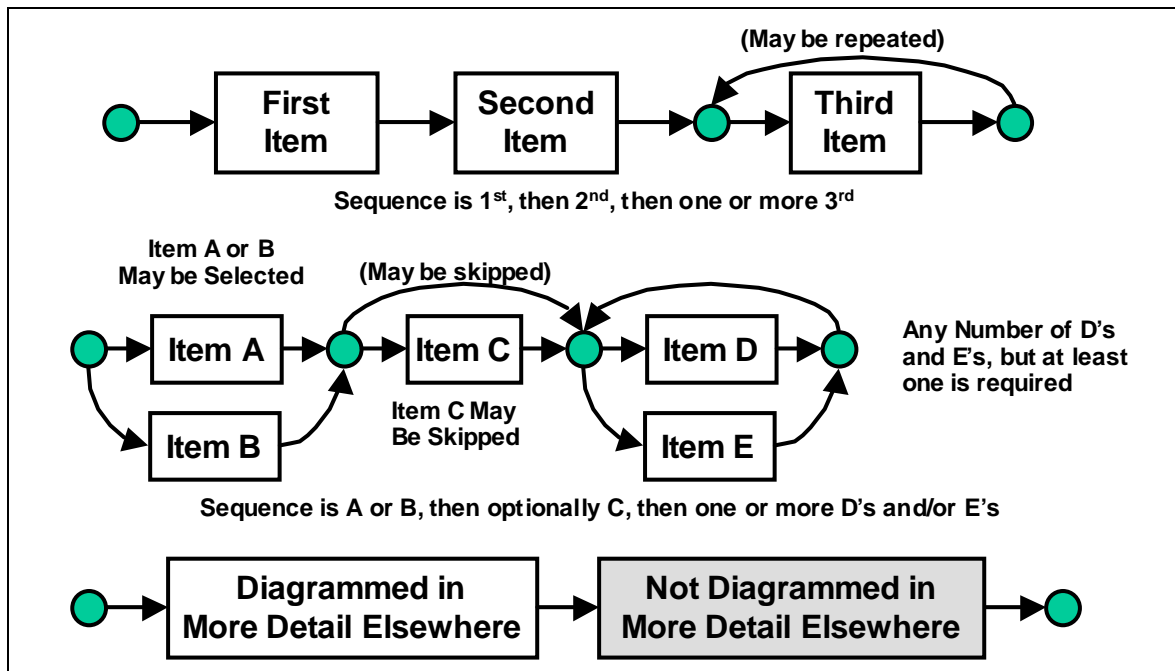 (May be repeated)
First
Item
Second
Item
Third
Item
Sequence is 1st, then 2nd, then one or more 3rd
Item A or B
May be Selected
(May be skipped)
Item A
Item C
Item D
Any Number of D's
and E's, but at least
one is required
Item B
Item C May
Be Skipped
Item E
Sequence is A or B, then optionally C, then one or more D's and/or E's
Diagrammed in
More Detail Elsewhere
Not Diagrammed in
More Detail Elsewhere